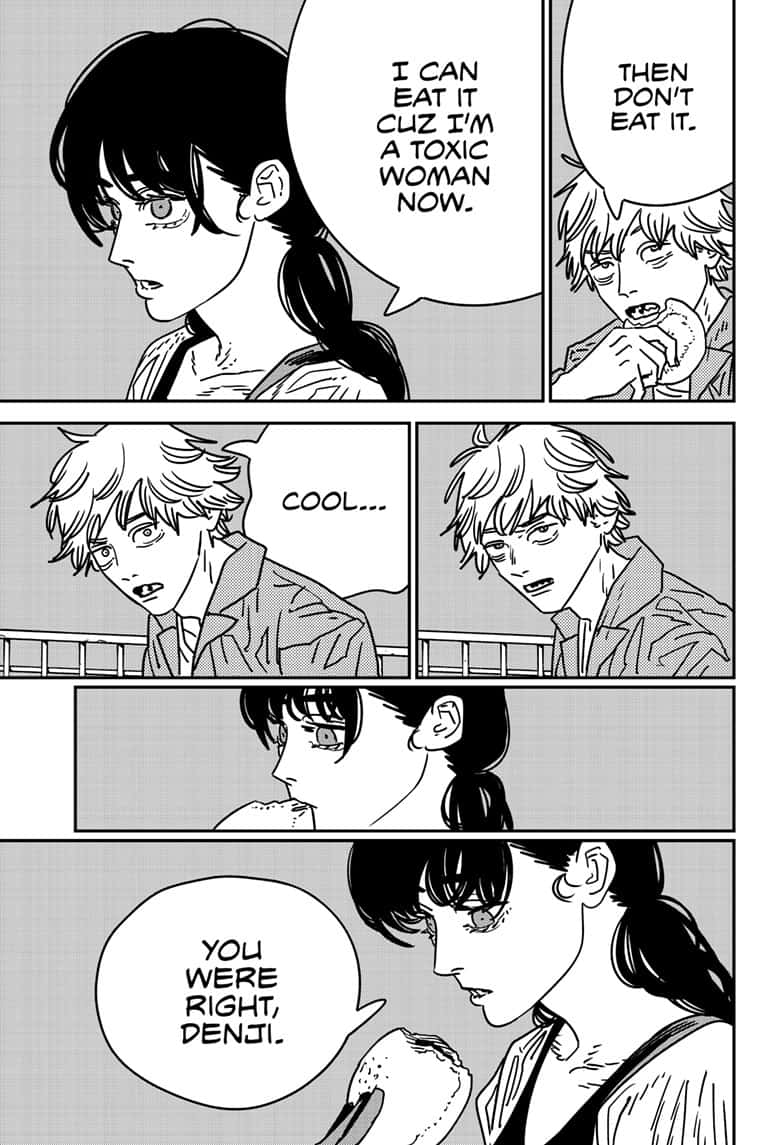 THEN
DON'T
EAT IT.
I CAN
EAT IT
CUZ I'M
A TOXIC
WOMAN
NOW.
COOL...
YOU
WERE
RIGHT,
DENJI.